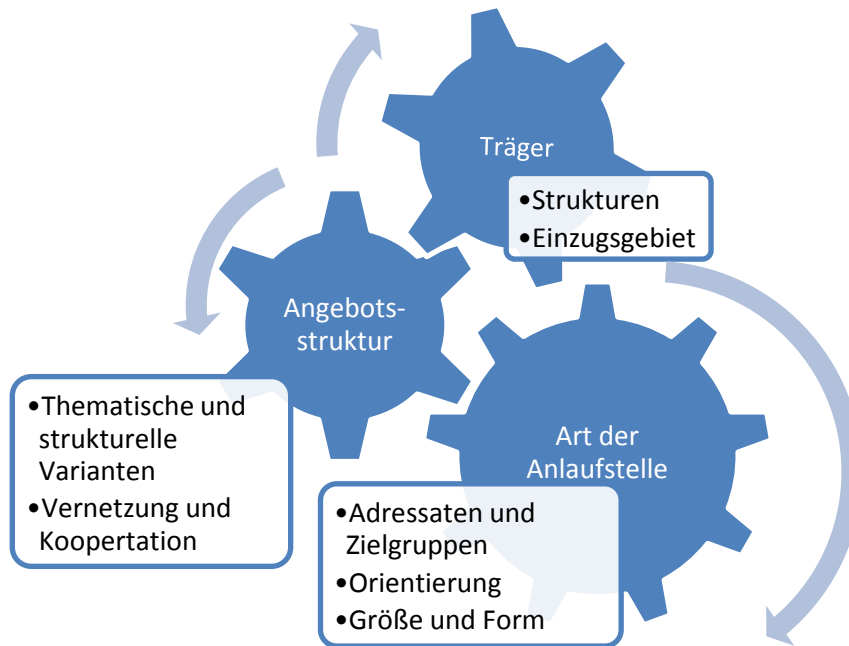 Träger
•Strukturen
•Einzugsgebiet
Angebots-
struktur
•Thematische und
strukturelle
Varianten
•Vernetzung und
Koopertation
Art der
Anlaufstelle
•Adressaten und
Zielgruppen
•Orientierung
•Größe und Form